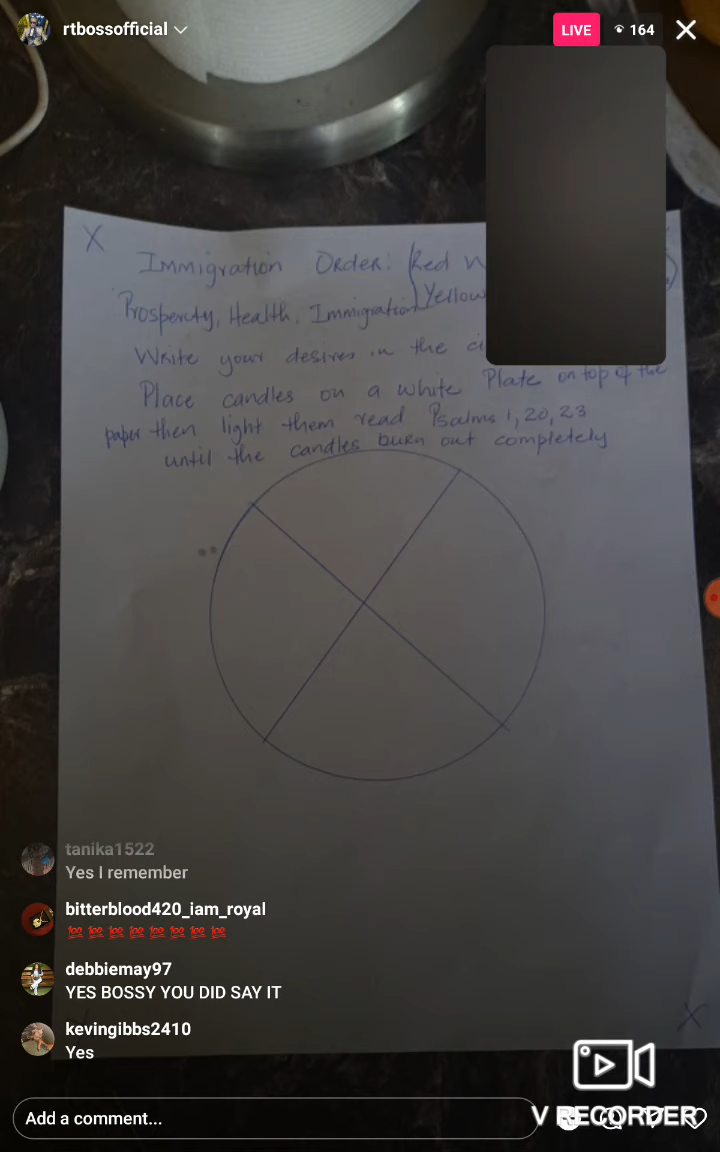 rtbossofficial
LIVE
164
X
Immigration Order: (Red
Prosperity, Health, Immigration (Yellow
Write your desires in the
Place candles on a white Plate on top of the
paper then light them read Psalms 1, 20, 23
until the candles burn out completely
tanika1522
Yes I remember
bitterblood420_iam_royal
💯💯💯💯💯💯💯💯
debbiemay97
YES BOSSY YOU DID SAY IT
kevingibbs2410
Yes
X
Add a comment...
V RECORDER